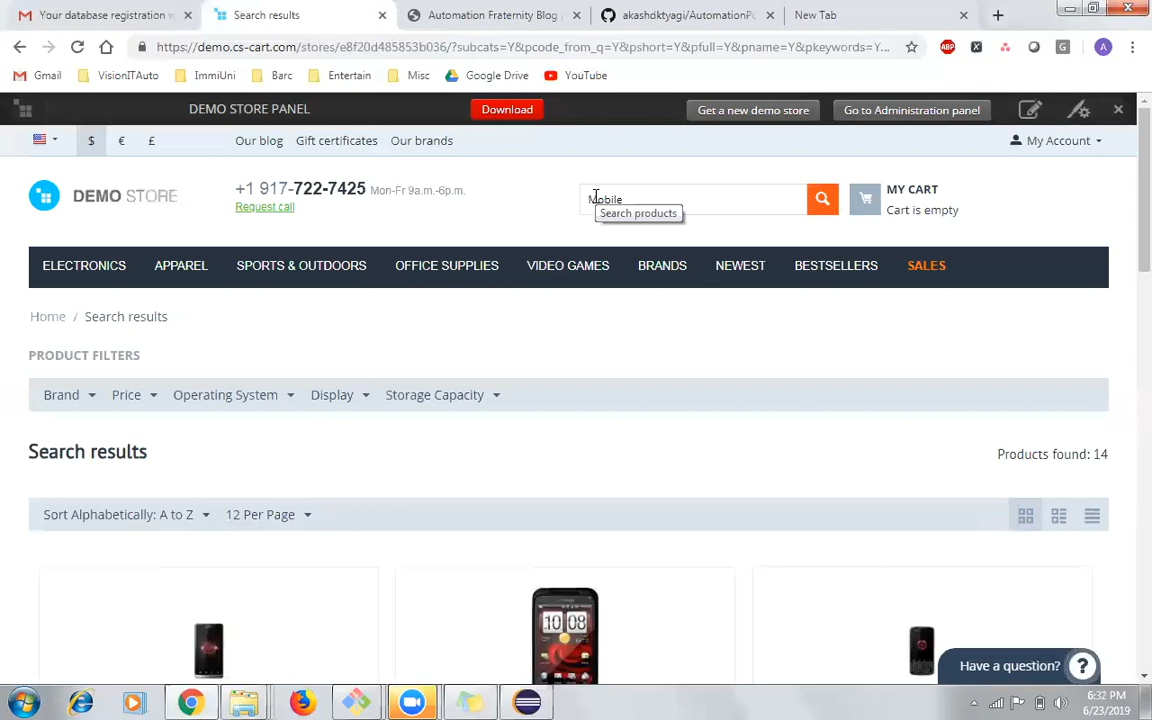 Your database registration w
Search results
Automation Fraternity Blog
akashdktyagi/AutomationPu
New Tab
https://demo.cs-cart.com/stores/e8f20d485853b036/?subcats=Y&pcode_from_q=Y&pshort=Y&pfull=Y&pname=Y&pkeywords=Y...
ABP
X
G
A
Gmail
VisionITAuto
ImmiUni
Barc
Entertain
Misc
Google Drive
YouTube
DEMO STORE PANEL
Download
Get a new demo store
Go to Administration panel
$
€
£
Our blog
Gift certificates
Our brands
My Account
DEMO STORE
+1 917-722-7425 Mon-Fr 9a.m.-6p.m.
Request call
Mobile
Search products
MY CART
Cart is empty
ELECTRONICS
APPAREL
SPORTS & OUTDOORS
OFFICE SUPPLIES
VIDEO GAMES
BRANDS
NEWEST
BESTSELLERS
SALES
Home / Search results
PRODUCT FILTERS
Brand
Price
Operating System
Display
Storage Capacity
Search results
Products found: 14
Sort Alphabetically: A to Z
12 Per Page
10 08
Have a question?
?
6:32 PM
6/23/2019